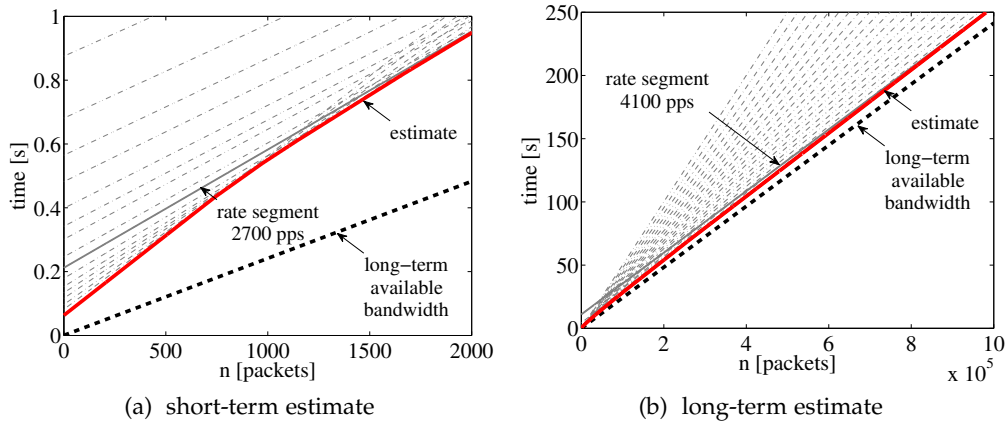 1
0.8
0.6
0.4
0.2
0
time [s]
0
500
1000
1500
2000
n [packets]
estimate
rate segment
2700 pps
long−term
available
bandwidth
(a) short-term estimate
250
200
150
100
50
0
time [s]
0
2
4
6
8
10
x 10^5
n [packets]
rate segment
4100 pps
estimate
long−term
available
bandwidth
(b) long-term estimate